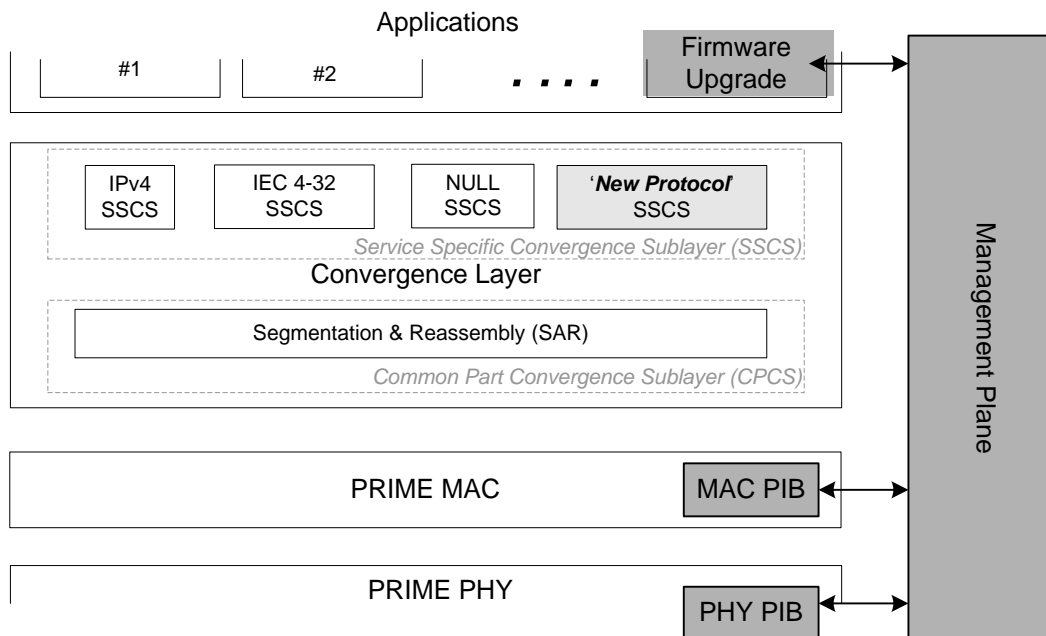 Applications
#1
#2
. . . .
Firmware
Upgrade
IPv4
SSCS
IEC 4-32
SSCS
NULL
SSCS
‘New Protocol’
SSCS
Service Specific Convergence Sublayer (SSCS)
Convergence Layer
Segmentation & Reassembly (SAR)
Common Part Convergence Sublayer (CPCS)
PRIME MAC
MAC PIB
PRIME PHY
PHY PIB
Management Plane